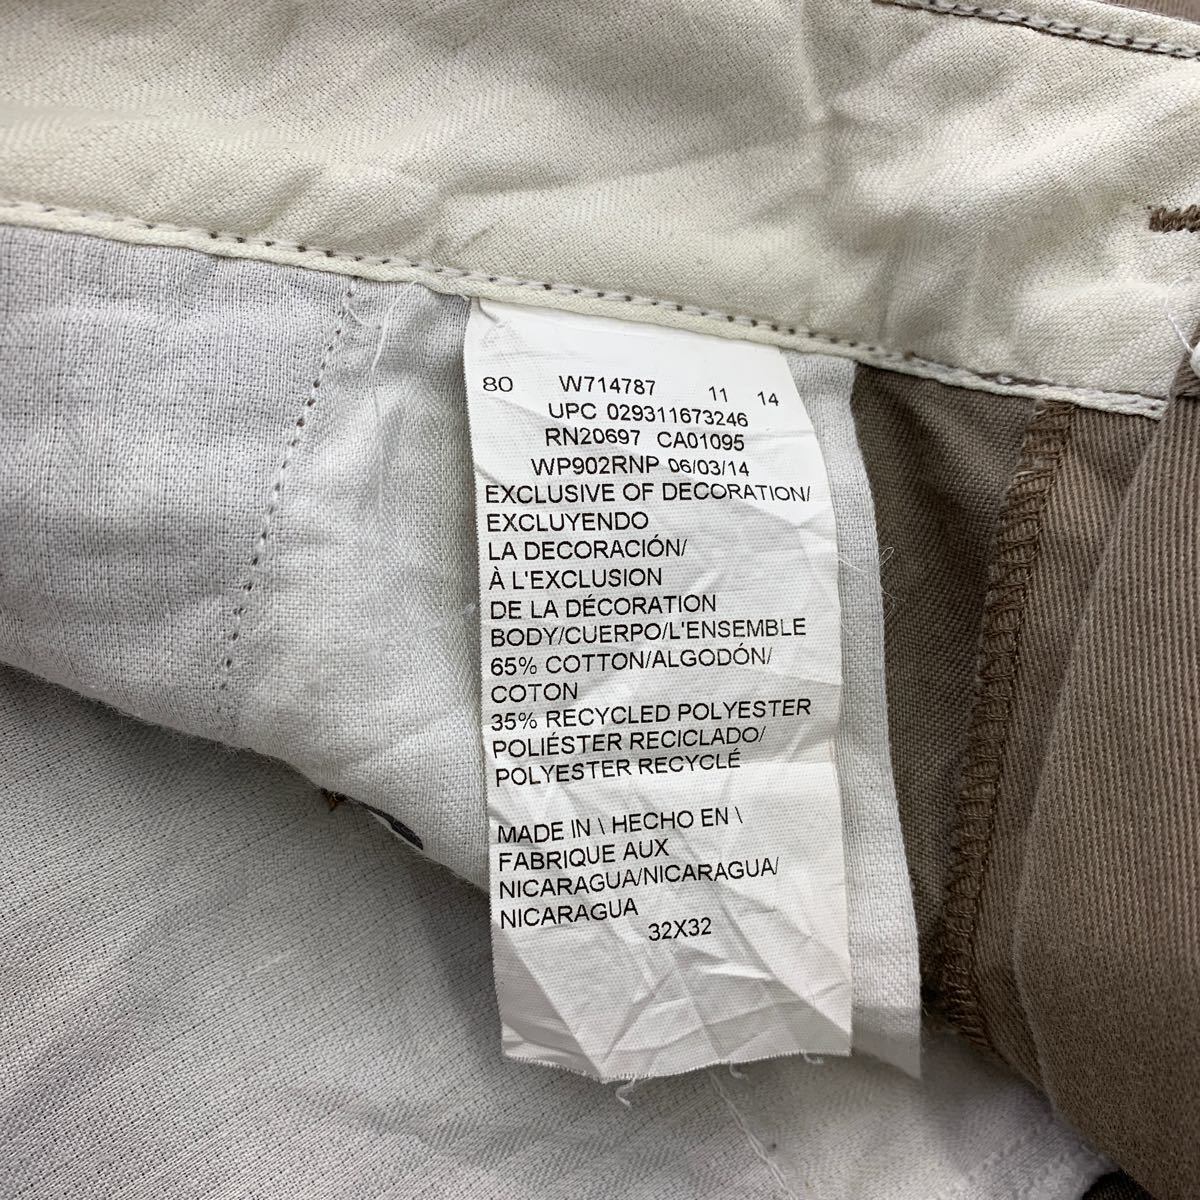 80 W714787 11 14
UPC 029311673246
RN20697 CA01095
WP902RNP 06/03/14
EXCLUSIVE OF DECORATION/
EXCLUYENDO
LA DECORACIÓN/
À L'EXCLUSION
DE LA DÉCORATION
BODY/CUERPO/L'ENSEMBLE
65% COTTON/ALGODÓN/
COTON
35% RECYCLED POLYESTER
POLIÉSTER RECICLADO/
POLYESTER RECYCLÉ
MADE IN \ HECHO EN \
FABRIQUE AUX
NICARAGUA/NICARAGUA/
NICARAGUA
32X32